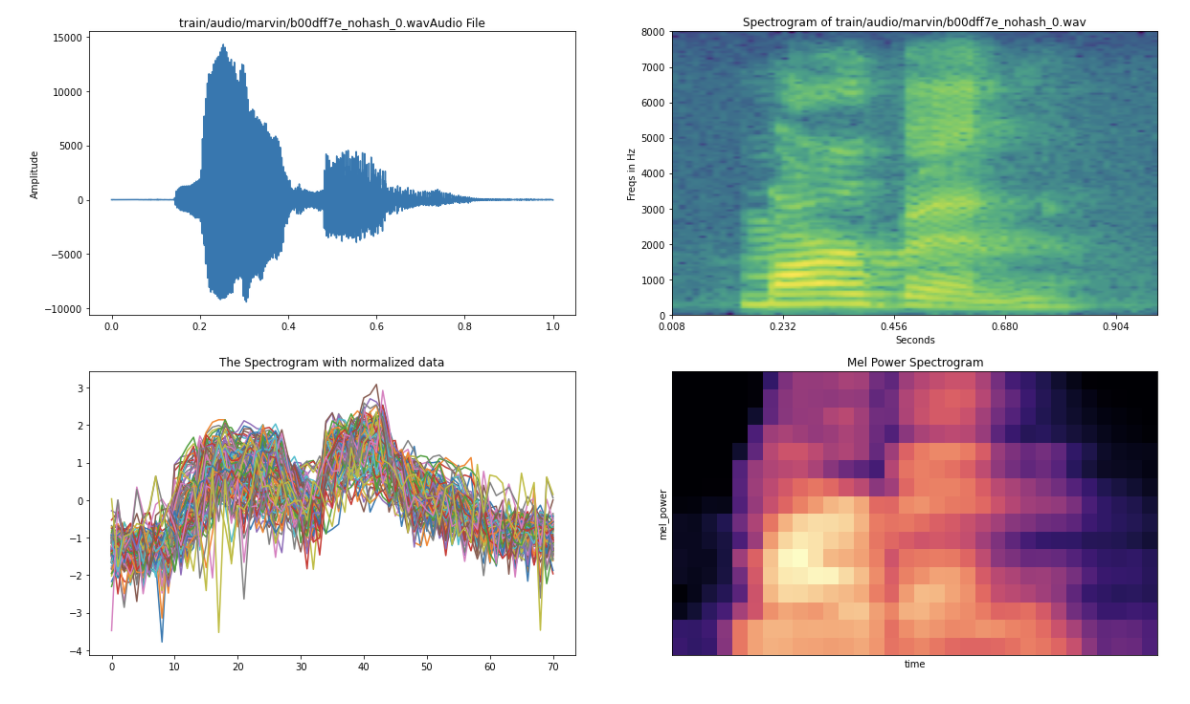 train/audio/marvin/b00dff7e_nohash_0.wavAudio File
15000
10000
5000
0
−5000
−10000
Amplitude
0.0 0.2 0.4 0.6 0.8 1.0
Spectrogram of train/audio/marvin/b00dff7e_nohash_0.wav
8000
7000
6000
5000
4000
3000
2000
1000
0
Freqs in Hz
0.008 0.232 0.456 0.680 0.904
Seconds
The Spectrogram with normalized data
3
2
1
0
−1
−2
−3
−4
0 10 20 30 40 50 60 70
Mel Power Spectrogram
mel_power
time